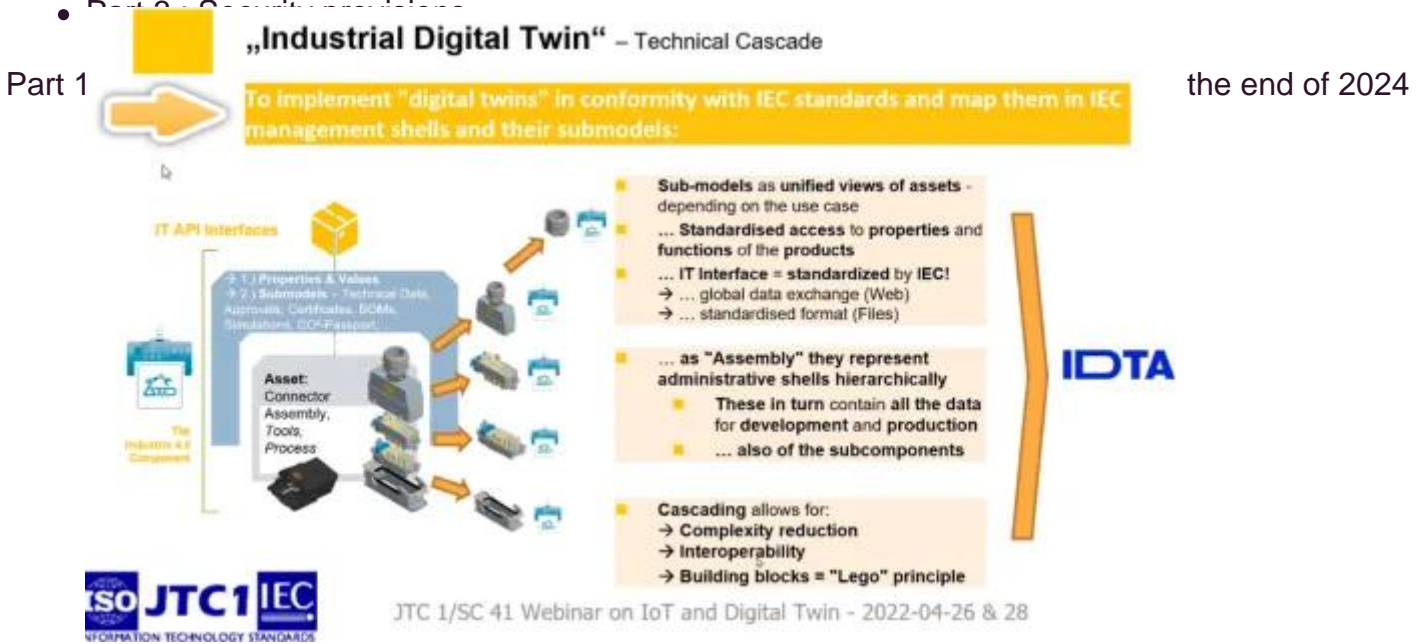 „Industrial Digital Twin“ – Technical Cascade
Part 1
the end of 2024
To implement "digital twins" in conformity with IEC standards and map them in IEC
management shells and their submodels:
IT API Interfaces
→ 1.) Properties & Values
→ 2.) Submodels - Technical Data,
Approvals, Certificates, BOMs,
Simulations, CO²-Passport,
Asset:
Connector
Assembly,
Tools,
Process
The
Industrie 4.0
Component
Sub-models as unified views of assets -
depending on the use case
... Standardised access to properties and
functions of the products
... IT Interface = standardized by IEC!
→ ... global data exchange (Web)
→ ... standardised format (Files)
... as "Assembly" they represent
administrative shells hierarchically
These in turn contain all the data
for development and production
... also of the subcomponents
Cascading allows for:
→ Complexity reduction
→ Interoperability
→ Building blocks = "Lego" principle
IDTA
ISO JTC1 IEC
INFORMATION TECHNOLOGY STANDARDS
JTC 1/SC 41 Webinar on IoT and Digital Twin - 2022-04-26 & 28